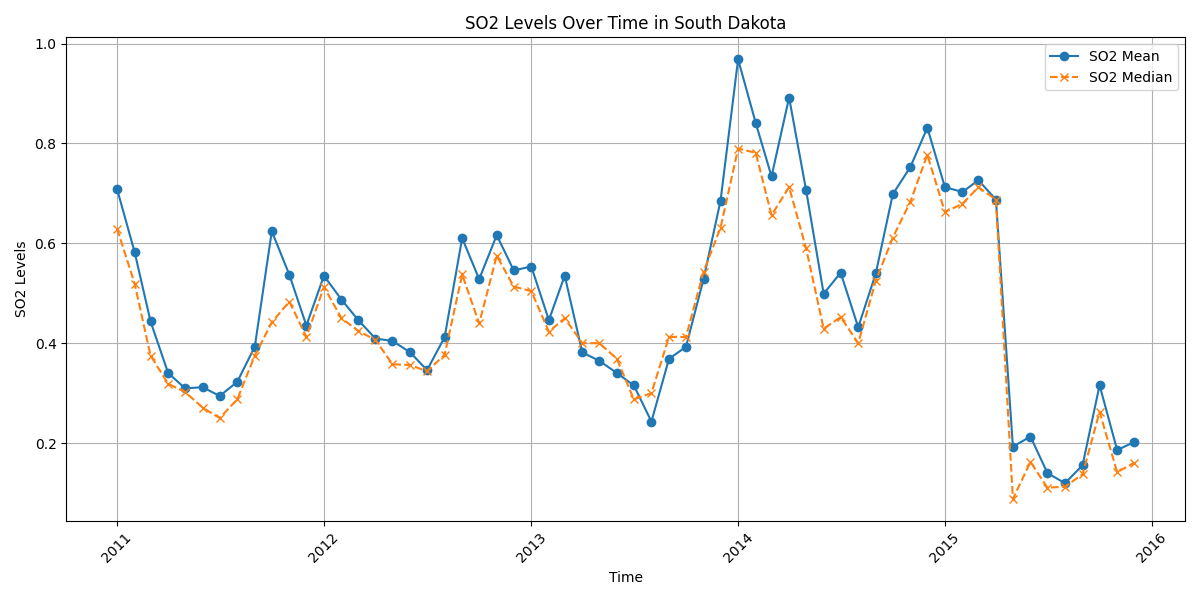 SO2 Levels Over Time in South Dakota
SO2 Mean
SO2 Median
SO2 Levels
1.0
0.8
0.6
0.4
0.2
2011
2012
2013
2014
2015
2016
Time